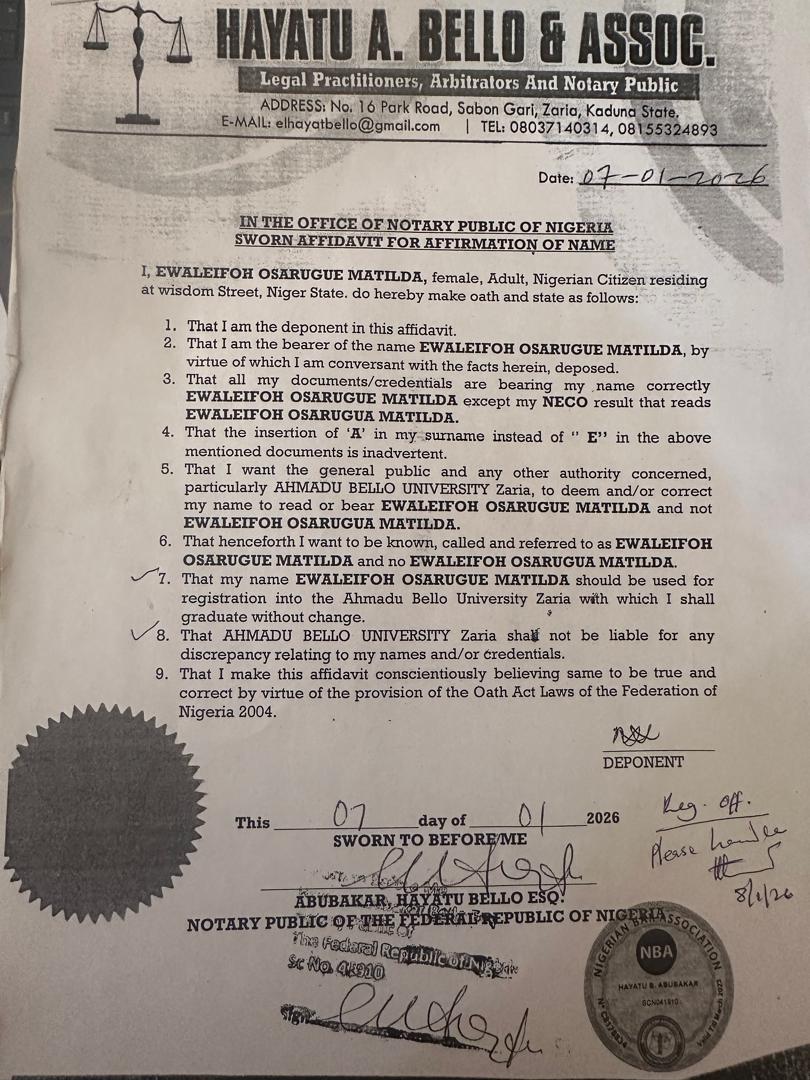 HAYATU A. BELLO & ASSOC.
Legal Practitioners, Arbitrators And Notary Public
ADDRESS: No. 16 Park Road, Sabon Gari, Zaria, Kaduna State.
E-MAIL: elhayatbello@gmail.com | TEL: 08037140314, 08155324893
Date: 07-01-2026
IN THE OFFICE OF NOTARY PUBLIC OF NIGERIA
SWORN AFFIDAVIT FOR AFFIRMATION OF NAME
I, EWALEIFOH OSARUGUE MATILDA, female, Adult, Nigerian Citizen residing
at wisdom Street, Niger State. do hereby make oath and state as follows:
1. That I am the deponent in this affidavit.
2. That I am the bearer of the name EWALEIFOH OSARUGUE MATILDA, by
virtue of which I am conversant with the facts herein, deposed.
3. That all my documents/credentials are bearing my name correctly
EWALEIFOH OSARUGUE MATILDA except my NECO result that reads
EWALEIFOH OSARUGUA MATILDA.
4. That the insertion of 'A' in my surname instead of " E" in the above
mentioned documents is inadvertent.
5. That I want the general public and any other authority concerned,
particularly AHMADU BELLO UNIVERSITY Zaria, to deem and/or correct
my name to read or bear EWALEIFOH OSARUGUE MATILDA and not
EWALEIFOH OSARUGUA MATILDA.
6. That henceforth I want to be known, called and referred to as EWALEIFOH
OSARUGUE MATILDA and no EWALEIFOH OSARUGUA MATILDA.
7. That my name EWALEIFOH OSARUGUE MATILDA should be used for
registration into the Ahmadu Bello University Zaria with which I shall
graduate without change.
8. That AHMADU BELLO UNIVERSITY Zaria shall not be liable for any
discrepancy relating to my names and/or credentials.
9. That I make this affidavit conscientiously believing same to be true and
correct by virtue of the provision of the Oath Act Laws of the Federation of
Nigeria 2004.
DEPONENT
This 07 day of 01 2026
SWORN TO BEFORE ME
Reg. Off.
Please handle
8/1/26
ABUBAKAR, HAYATU BELLO ESQ.
NOTARY PUBLIC OF THE FEDERAL REPUBLIC OF NIGERIA
The Federal Republic of
Sc No.
Sign
NIGERIAN BAR ASSOCIATION
NBA
HAYATU B. ABUBAKAR